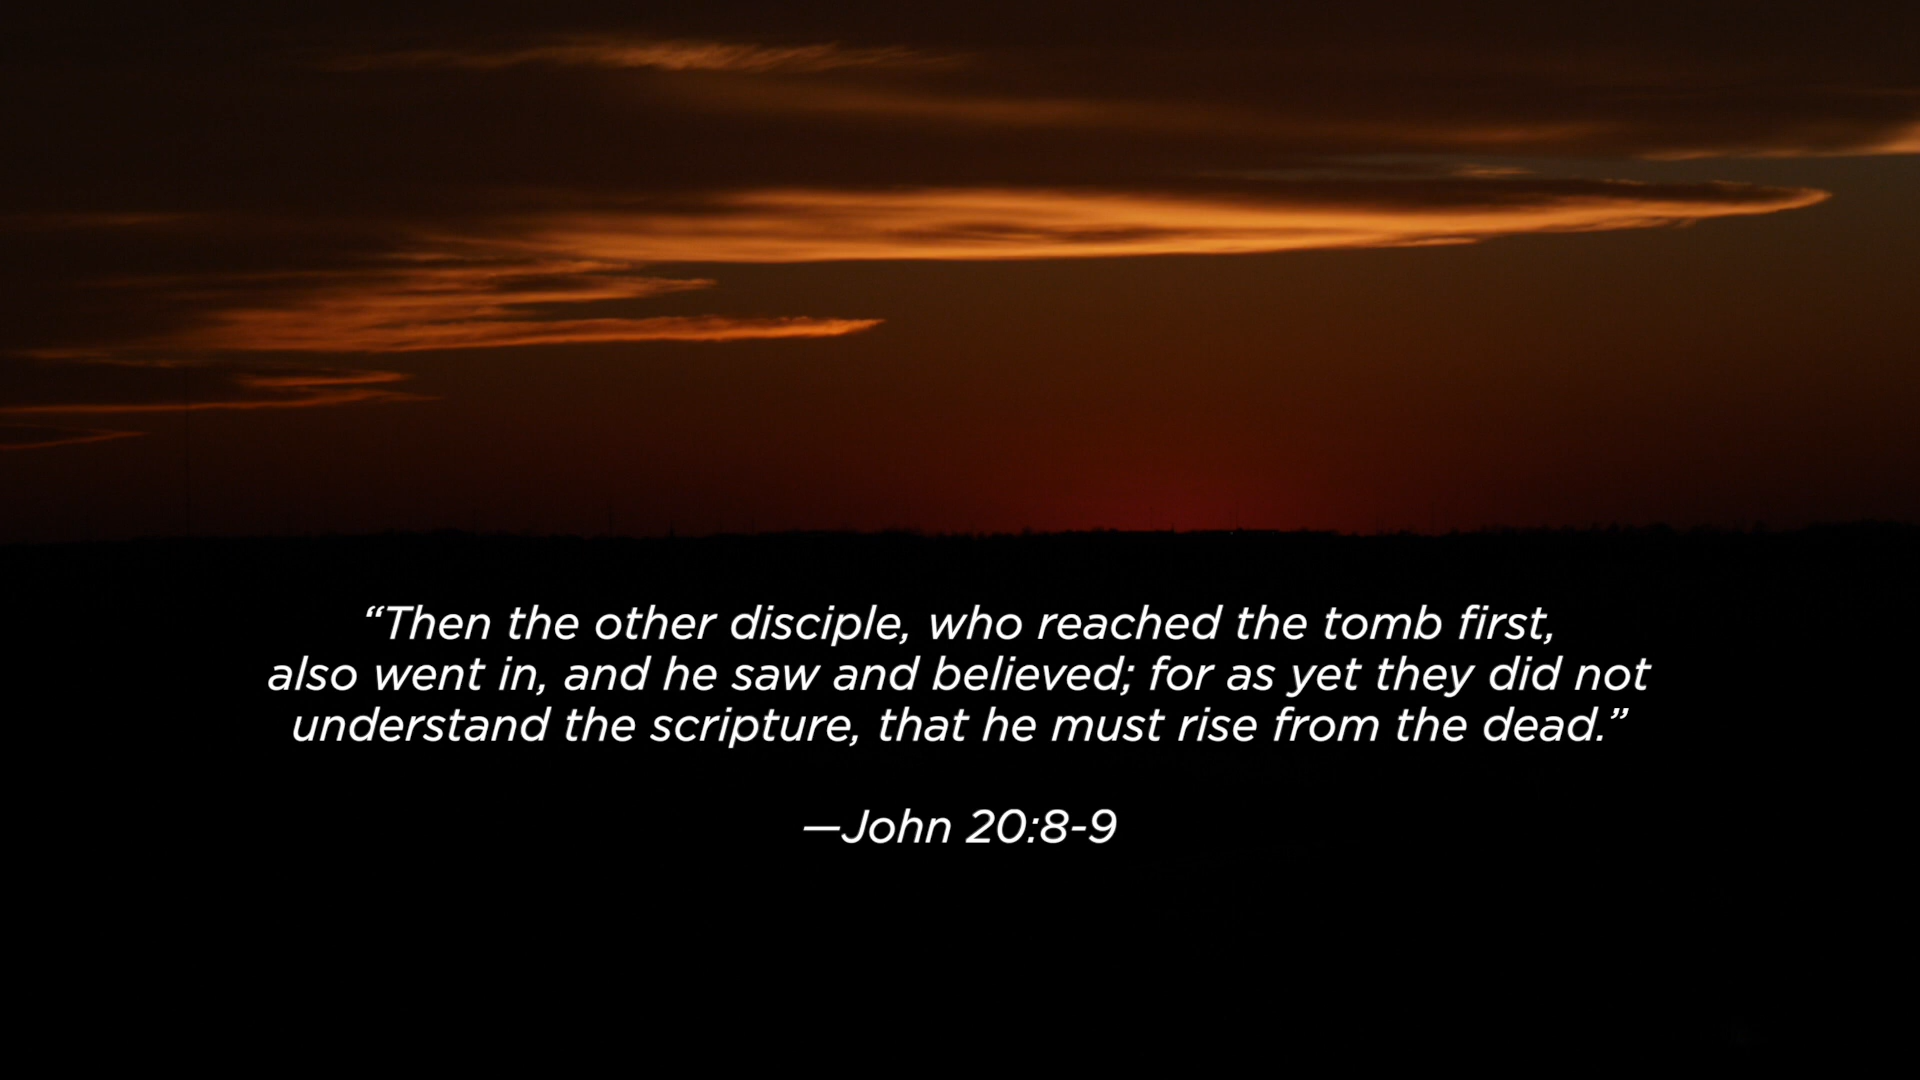 “Then the other disciple, who reached the tomb first,
also went in, and he saw and believed; for as yet they did not
understand the scripture, that he must rise from the dead.”
—John 20:8-9